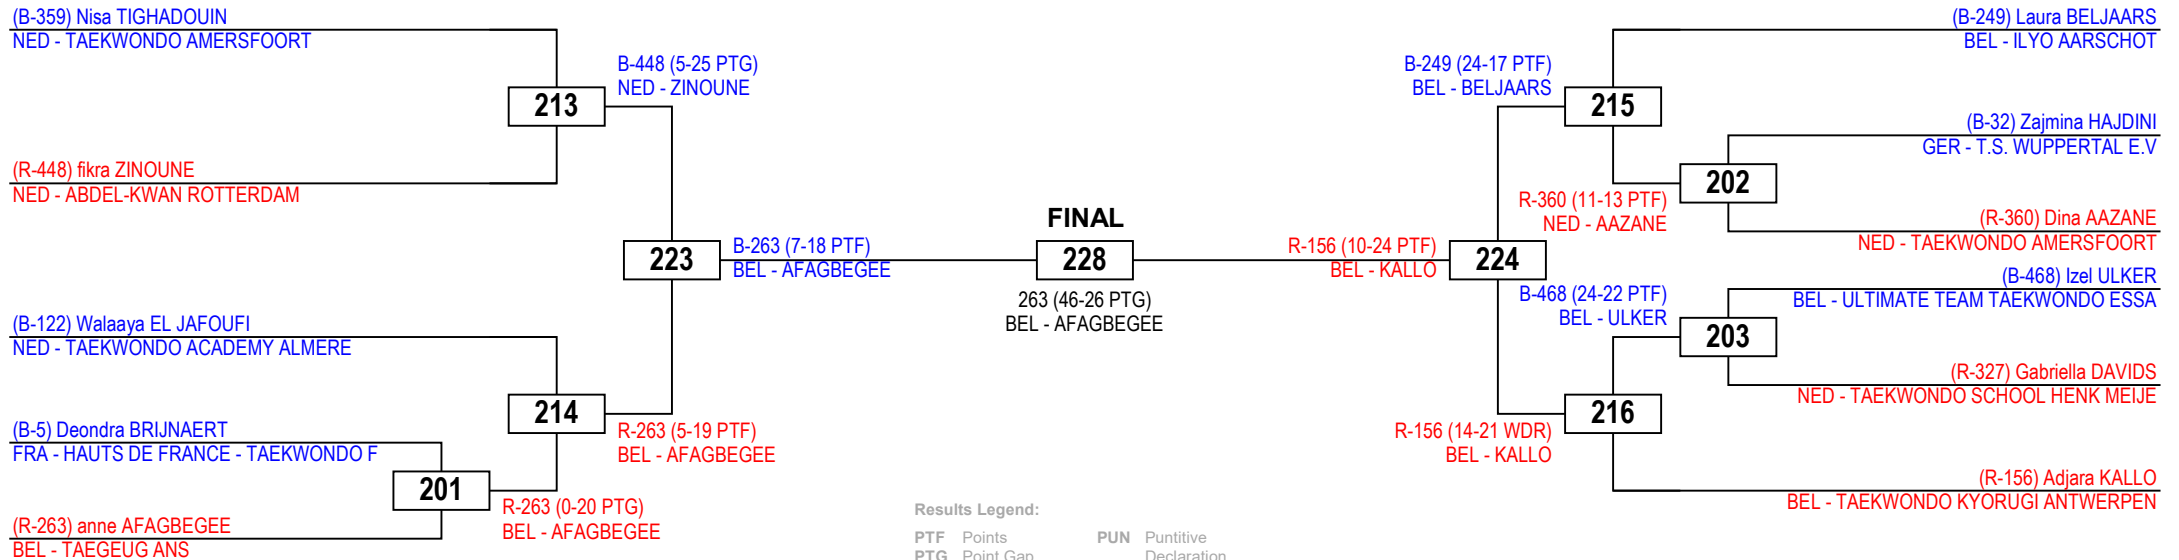 (B-359) Nisa TIGHADOUIN
NED - TAEKWONDO AMERSFOORT
B-448 (5-25 PTG)
NED - ZINOUNE
213
(R-448) fikra ZINOUNE
NED - ABDEL-KWAN ROTTERDAM
223
B-263 (7-18 PTF)
BEL - AFAGBEGEE
(B-122) Walaaya EL JAFOUFI
NED - TAEKWONDO ACADEMY ALMERE
214
R-263 (5-19 PTF)
BEL - AFAGBEGEE
(B-5) Deondra BRIJNAERT
FRA - HAUTS DE FRANCE - TAEKWONDO F
201
R-263 (0-20 PTG)
BEL - AFAGBEGEE
(R-263) anne AFAGBEGEE
BEL - TAEGEUG ANS
FINAL
228
263 (46-26 PTG)
BEL - AFAGBEGEE
(B-249) Laura BELJAARS
BEL - ILYO AARSCHOT
B-249 (24-17 PTF)
BEL - BELJAARS
215
(B-32) Zajmina HAJDINI
GER - T.S. WUPPERTAL E.V
202
R-360 (11-13 PTF)
NED - AAZANE
(R-360) Dina AAZANE
NED - TAEKWONDO AMERSFOORT
R-156 (10-24 PTF)
BEL - KALLO
224
(B-468) Izel ULKER
BEL - ULTIMATE TEAM TAEKWONDO ESSA
B-468 (24-22 PTF)
BEL - ULKER
203
(R-327) Gabriella DAVIDS
NED - TAEKWONDO SCHOOL HENK MEIJE
216
R-156 (14-21 WDR)
BEL - KALLO
(R-156) Adjara KALLO
BEL - TAEKWONDO KYORUGI ANTWERPEN
Results Legend:
PTF Points PUN Puntitive
PTG Point Gap Declaration